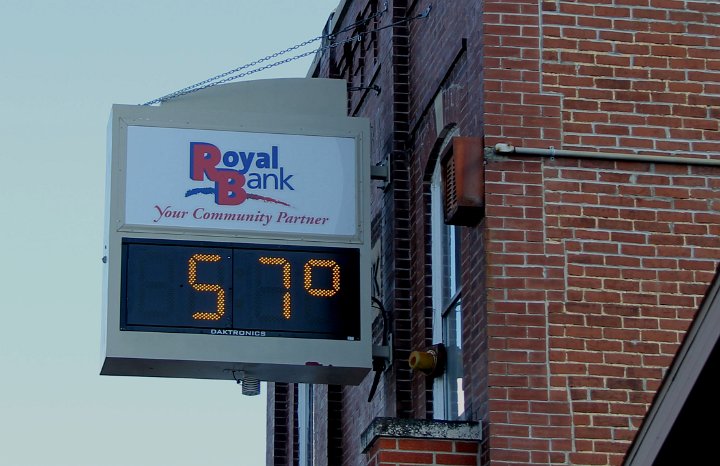 Royal
Bank
Your Community Partner
57°
DAKTRONICS